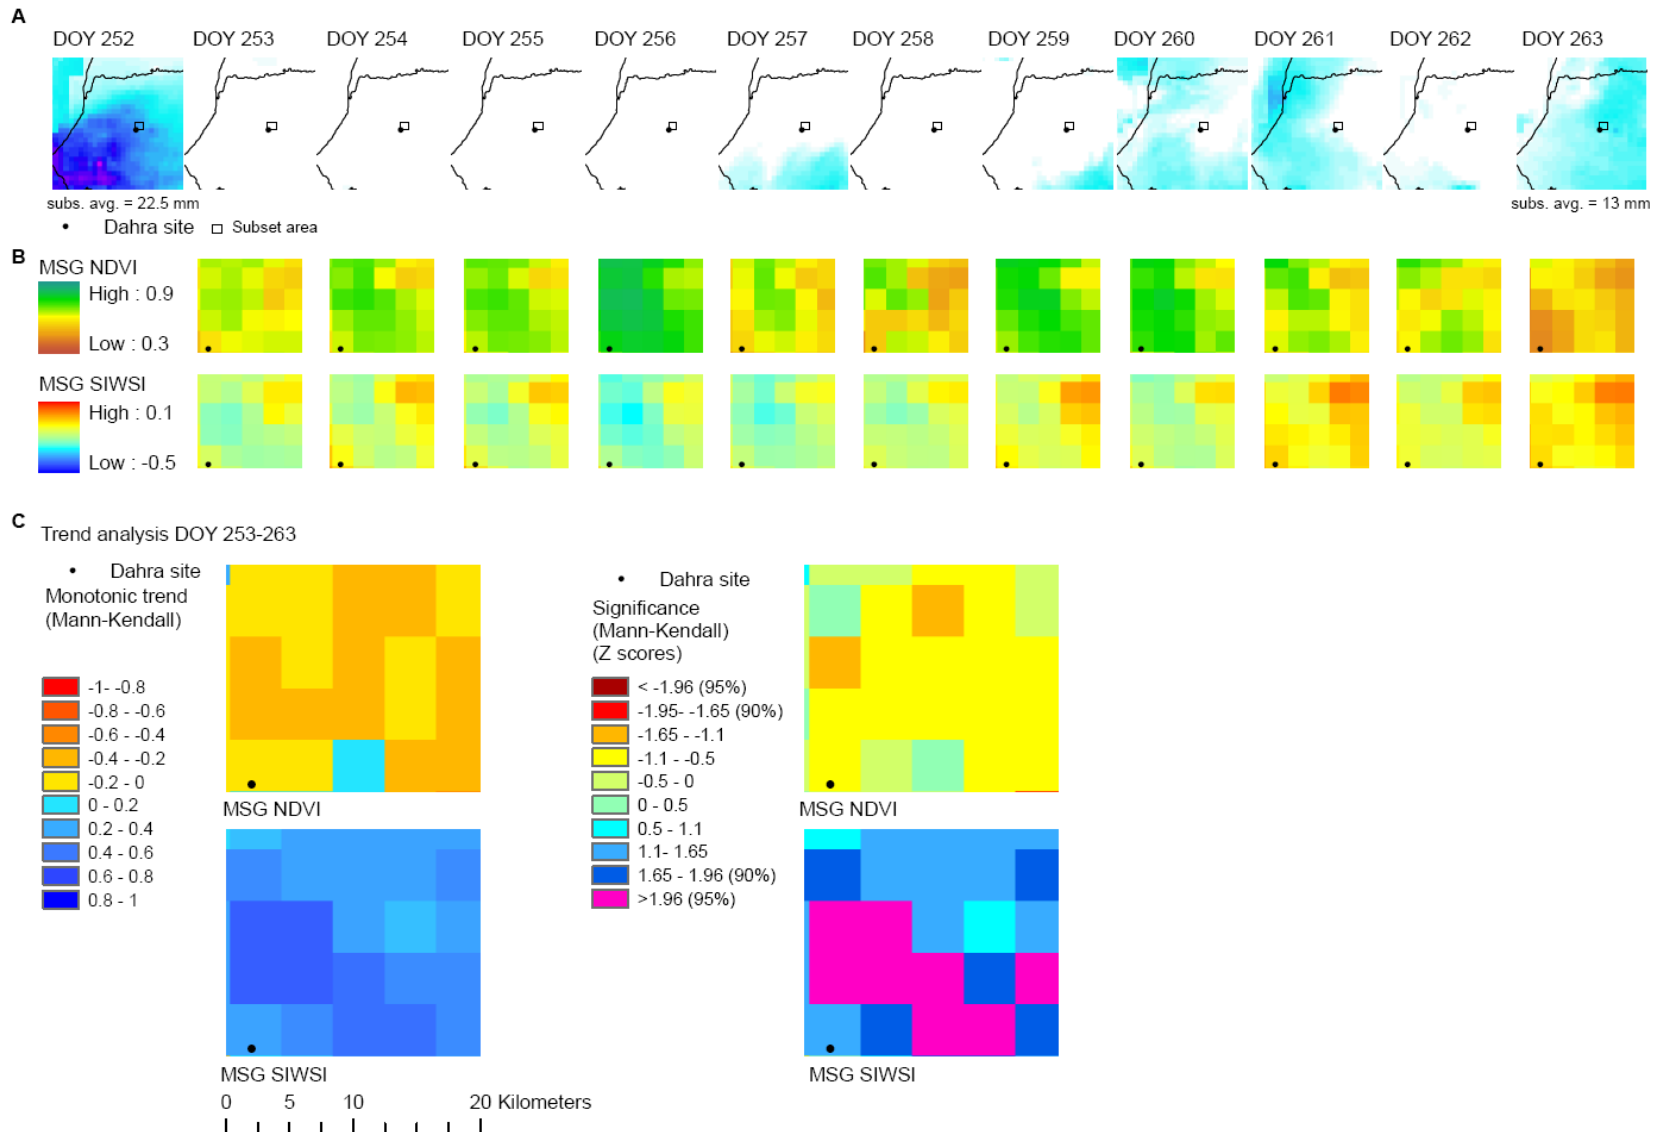 A
DOY 252 DOY 253 DOY 254 DOY 255 DOY 256 DOY 257 DOY 258 DOY 259 DOY 260 DOY 261 DOY 262 DOY 263
subs. avg. = 22.5 mm subs. avg. = 13 mm
Dahra site Subset area
B
MSG NDVI
High : 0.9
Low : 0.3
MSG SIWSI
High : 0.1
Low : -0.5
C
Trend analysis DOY 253-263
Dahra site
Monotonic trend
(Mann-Kendall)
-1- -0.8
-0.8 - -0.6
-0.6 - -0.4
-0.4 - -0.2
-0.2 - 0
0 - 0.2
0.2 - 0.4
0.4 - 0.6
0.6 - 0.8
0.8 - 1
MSG NDVI
MSG SIWSI
0 5 10 20 Kilometers
Dahra site
Significance
(Mann-Kendall)
(Z scores)
< -1.96 (95%)
-1.95- -1.65 (90%)
-1.65 - -1.1
-1.1 - -0.5
-0.5 - 0
0 - 0.5
0.5 - 1.1
1.1- 1.65
1.65 - 1.96 (90%)
>1.96 (95%)
MSG NDVI
MSG SIWSI